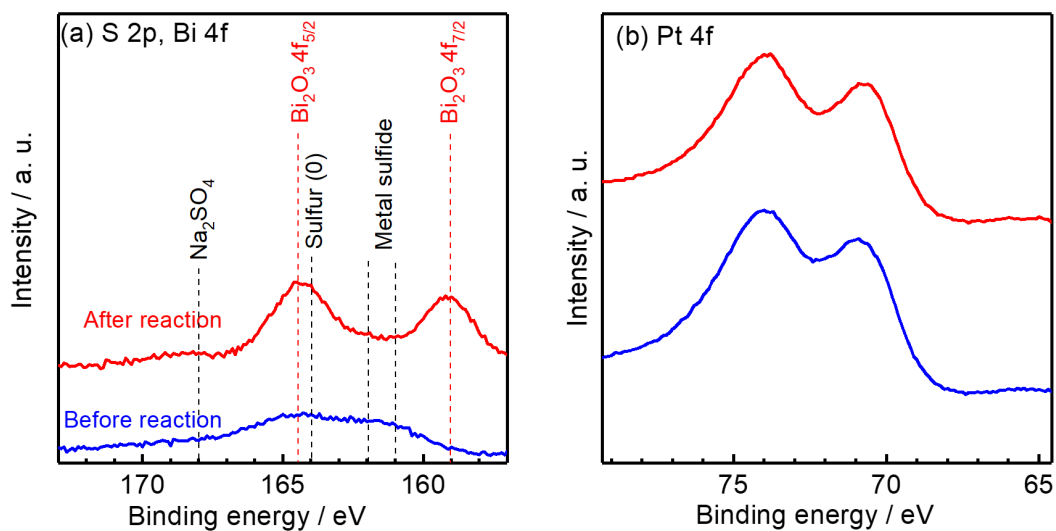 (a) S 2p, Bi 4f
Bi₂O₃ 4f₅/₂
Bi₂O₃ 4f₇/₂
Na₂SO₄
Sulfur (0)
Metal sulfide
After reaction
Before reaction
Intensity / a. u.
170
165
160
Binding energy / eV
(b) Pt 4f
Intensity / a. u.
75
70
65
Binding energy / eV